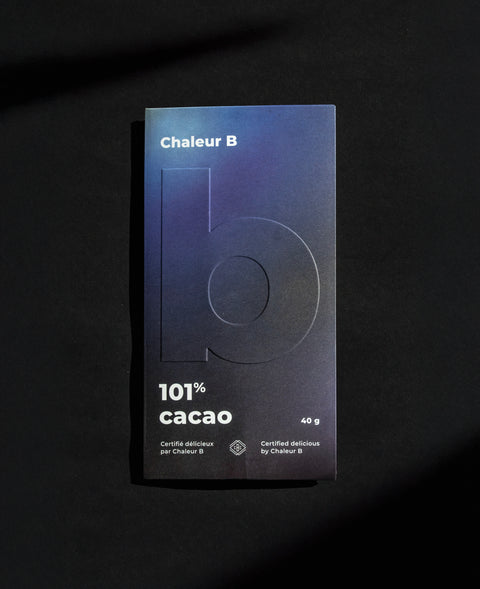 Chaleur B
b
101%
cacao
40 g
Certifié délicieux
par Chaleur B
Certified delicious
by Chaleur B